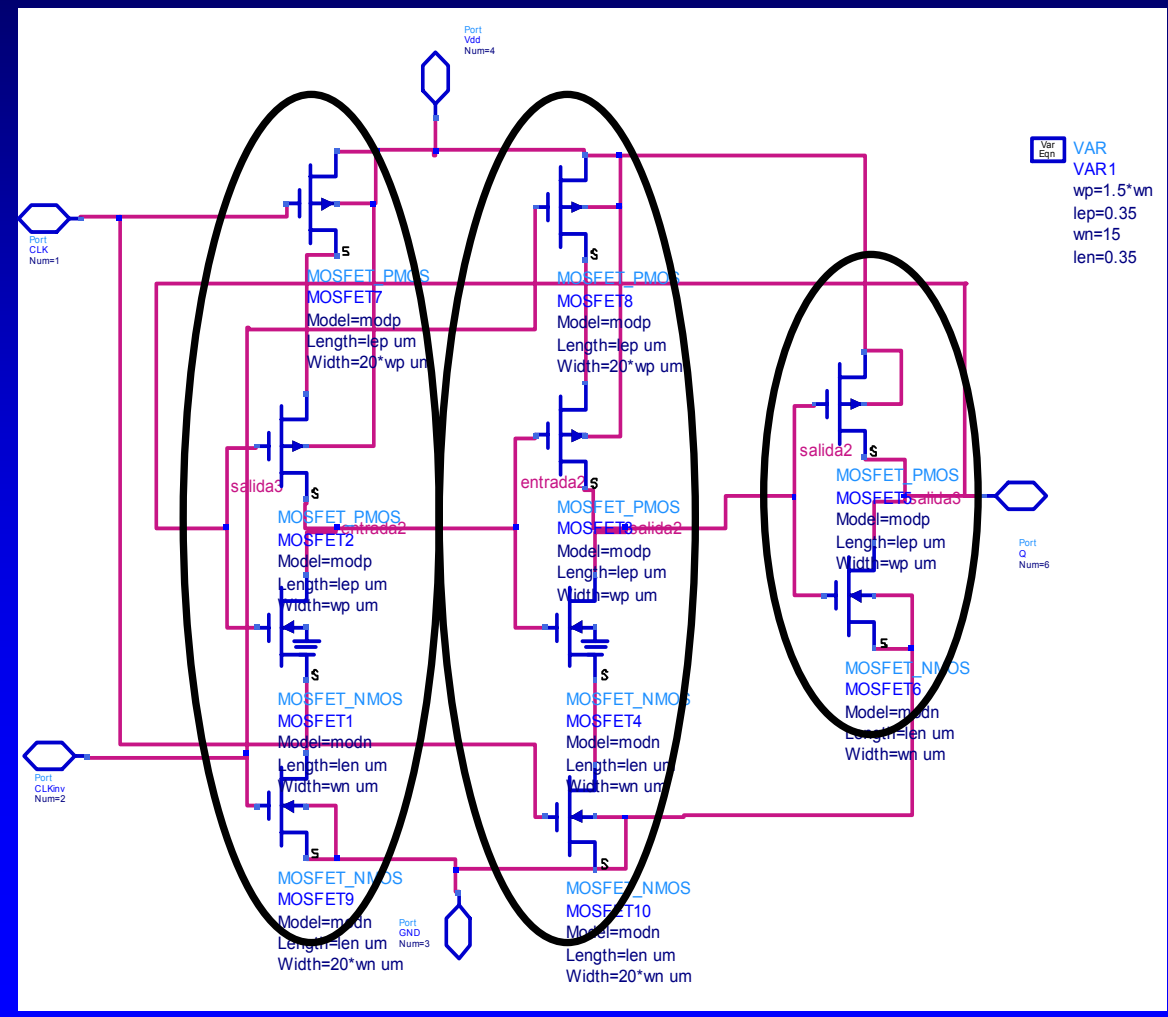 Port
Vdd
Num=4
Var
Eqn
VAR
VAR1
wp=1.5*wn
lep=0.35
wn=15
len=0.35
Port
CLK
Num=1
S
MOSFET_PMOS
MOSFET7
Model=modp
Length=lep um
Width=20*wp um
S
MOSFET_PMOS
MOSFET8
Model=modp
Length=lep um
Width=20*wp um
salida3
S
MOSFET_PMOS
entrada2
MOSFET2
Model=modp
Length=lep um
Width=wp um
entrada2
S
MOSFET_PMOS
salida2
Model=modp
Length=lep um
Width=wp um
salida2
S
MOSFET_PMOS
salida3
Model=modp
Length=lep um
Width=wp um
Port
Q
Num=6
S
MOSFET_NMOS
MOSFET1
Model=modn
Length=len um
Width=wn um
S
MOSFET_NMOS
MOSFET4
Model=modn
Length=len um
Width=wn um
S
MOSFET_NMOS
MOSFET6
Model=modn
Length=len um
Width=wn um
Port
CLKinv
Num=2
S
MOSFET_NMOS
MOSFET9
Model=modn
Length=len um
Width=20*wn um
Port
GND
Num=3
S
MOSFET_NMOS
MOSFET10
Model=modn
Length=len um
Width=20*wn um